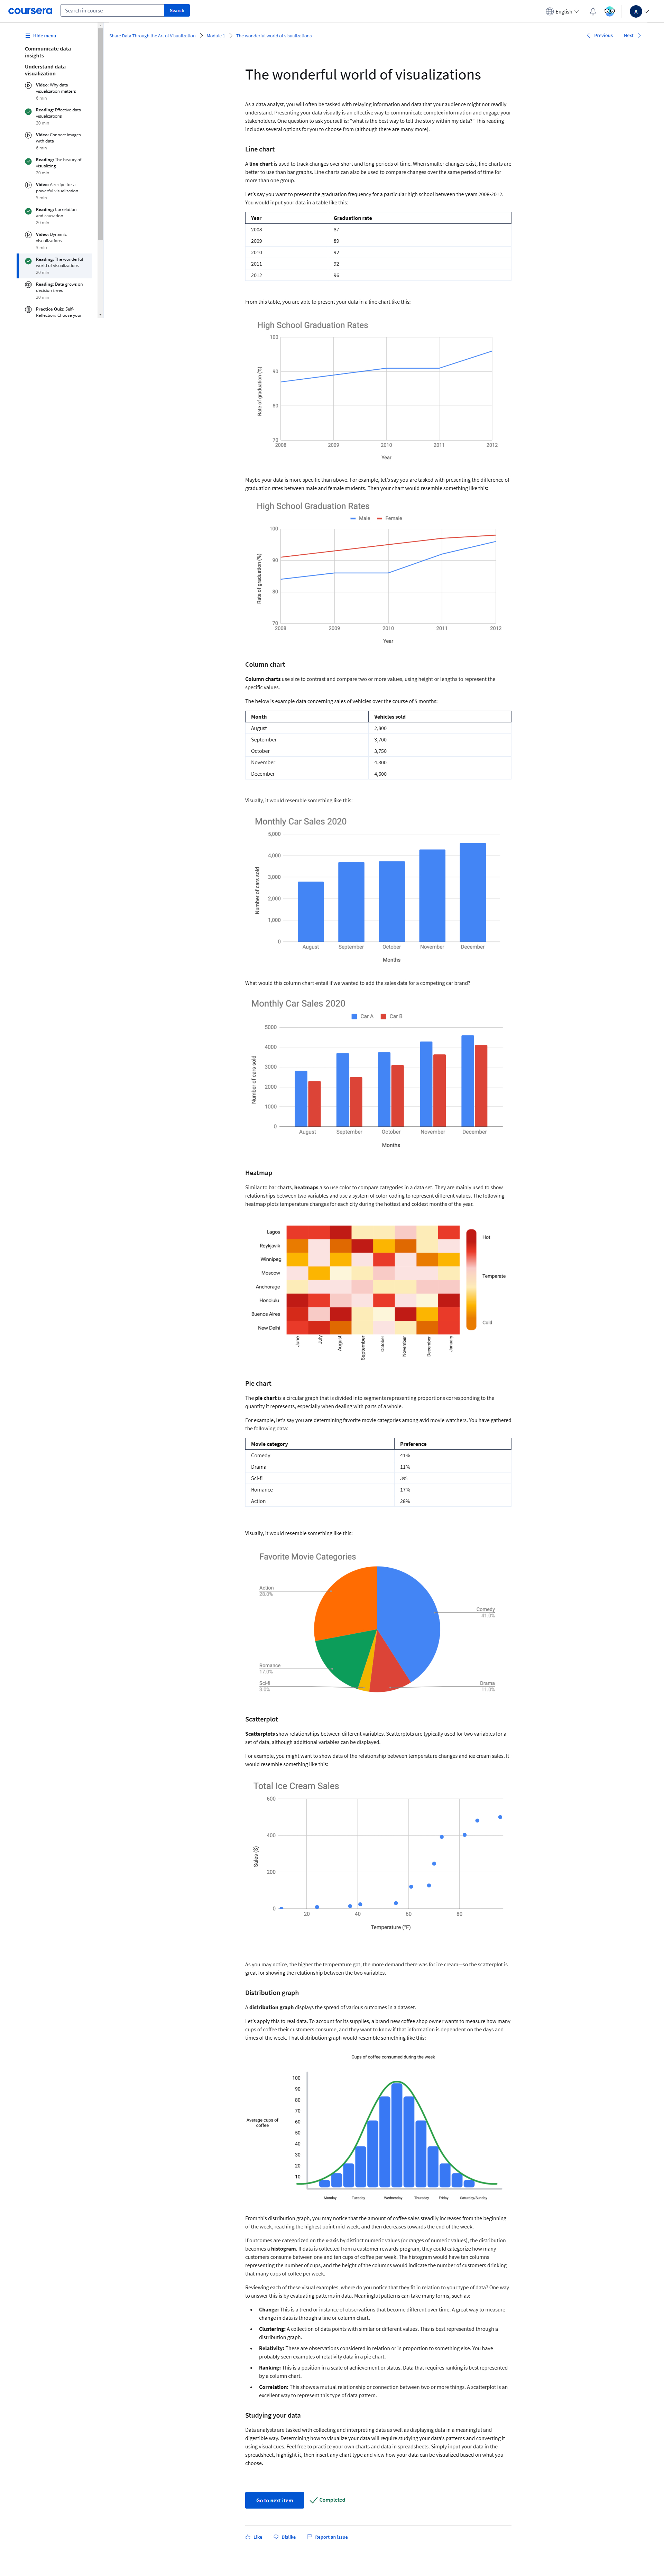 coursera
Search in course
Search
English
A
Hide menu
Share Data Through the Art of Visualization
Module 1
The wonderful world of visualizations
Previous
Next
Communicate data
insights
Understand data
visualization
Video: Why data
visualization matters
8 min
Reading: Effective data
visualizations
20 min
Video: Connect images
with data
6 min
Reading: The beauty of
visualizing
20 min
Video: A recipe for a
powerful visualization
5 min
Reading: Correlation
and causation
20 min
Video: Dynamic
visualizations
3 min
Reading: The wonderful
world of visualizations
20 min
Reading: Data grows on
decision trees
20 min
Practice Quiz: Self-
Reflection: Choose your
The wonderful world of visualizations
As a data analyst, you will often be tasked with relaying information and data that your audience might not readily
understand. Presenting your data visually is an effective way to communicate complex information and engage your
stakeholders. One question to ask yourself is: "what is the best way to tell the story within my data?" This reading
includes several options for you to choose from (although there are many more).
Line chart
A line chart is used to track changes over short and long periods of time. When smaller changes exist, line charts are
better to use than bar graphs. Line charts can also be used to compare changes over the same period of time for
more than one group.
Let's say you want to present the graduation frequency for a particular high school between the years 2008-2012.
You would input your data in a table like this:
Year Graduation rate
2008 87
2009 89
2010 92
2011 92
2012 96
From this table, you are able to present your data in a line chart like this:
High School Graduation Rates
100
90
80
70
Rate of graduation (%)
2008 2009 2010 2011 2012
Year
Maybe your data is more specific than above. For example, let's say you are tasked with presenting the difference of
graduation rates between male and female students. Then your chart would resemble something like this:
High School Graduation Rates
Male Female
100
90
80
70
Rate of graduation (%)
2008 2009 2010 2011 2012
Year
Column chart
Column charts use size to contrast and compare two or more values, using height or lengths to represent the
specific values.
The below is example data concerning sales of vehicles over the course of 5 months:
Month Vehicles sold
August 2,800
September 3,700
October 3,750
November 4,300
December 4,600
Visually, it would resemble something like this:
Monthly Car Sales 2020
5,000
4,000
3,000
2,000
1,000
0
Number of cars sold
August September October November December
Months
What would this column chart entail if we wanted to add the sales data for a competing car brand?
Monthly Car Sales 2020
Car A Car B
5000
4000
3000
2000
1000
0
Number of cars sold
August September October November December
Months
Heatmap
Similar to bar charts, heatmaps also use color to compare categories in a data set. They are mainly used to show
relationships between two variables and use a system of color-coding to represent different values. The following
heatmap plots temperature changes for each city during the hottest and coldest months of the year.
Lagos
Reykjavik
Winnipeg
Moscow
Anchorage
Honolulu
Buenos Aires
New Delhi
Hot
Temperate
Cold
June July August September October November December January
Pie chart
The pie chart is a circular graph that is divided into segments representing proportions corresponding to the
quantity it represents, especially when dealing with parts of a whole.
For example, let's say you are determining favorite movie categories among avid movie watchers. You have gathered
the following data:
Movie category Preference
Comedy 41%
Drama 11%
Sci-fi 3%
Romance 17%
Action 28%
Visually, it would resemble something like this:
Favorite Movie Categories
Action
28.0%
Comedy
41.0%
Romance
17.0%
Sci-fi
3.0%
Drama
11.0%
Scatterplot
Scatterplots show relationships between different variables. Scatterplots are typically used for two variables for a
set of data, although additional variables can be displayed.
For example, you might want to show data of the relationship between temperature changes and ice cream sales. It
would resemble something like this:
Total Ice Cream Sales
600
400
200
0
Sales ($)
20 40 60 80
Temperature (°F)
As you may notice, the higher the temperature got, the more demand there was for ice cream—so the scatterplot is
great for showing the relationship between the two variables.
Distribution graph
A distribution graph displays the spread of various outcomes in a dataset.
Let's apply this to real data. To account for its supplies, a brand new coffee shop owner wants to measure how many
cups of coffee their customers consume, and they want to know if that information is dependent on the days and
times of the week. That distribution graph would resemble something like this:
Cups of coffee consumed during the week
100
90
80
70
60
50
40
30
20
10
Average cups of
coffee
Monday Tuesday Wednesday Thursday Friday Saturday/Sunday
From this distribution graph, you may notice that the amount of coffee sales steadily increases from the beginning
of the week, reaching the highest point mid-week, and then decreases towards the end of the week.
If outcomes are categorized on the x-axis by distinct numeric values (or ranges of numeric values), the distribution
becomes a histogram. If data is collected from a customer rewards program, they could categorize how many
customers consume between one and ten cups of coffee per week. The histogram would have ten columns
representing the number of cups, and the height of the columns would indicate the number of customers drinking
that many cups of coffee per week.
Reviewing each of these visual examples, where do you notice that they fit in relation to your type of data? One way
to answer this is by evaluating patterns in data. Meaningful patterns can take many forms, such as:
• Change: This is a trend or instance of observations that become different over time. A great way to measure
change in data is through a line or column chart.
• Clustering: A collection of data points with similar or different values. This is best represented through a
distribution graph.
• Relativity: These are observations considered in relation or in proportion to something else. You have
probably seen examples of relativity data in a pie chart.
• Ranking: This is a position in a scale of achievement or status. Data that requires ranking is best represented
by a column chart.
• Correlation: This shows a mutual relationship or connection between two or more things. A scatterplot is an
excellent way to represent this type of data pattern.
Studying your data
Data analysts are tasked with collecting and interpreting data as well as displaying data in a meaningful and
digestible way. Determining how to visualize your data will require studying your data's patterns and converting it
using visual cues. Feel free to practice your own charts and data in spreadsheets. Simply input your data in the
spreadsheet, highlight it, then insert any chart type and view how your data can be visualized based on what you
choose.
Go to next item
Completed
Like
Dislike
Report an issue